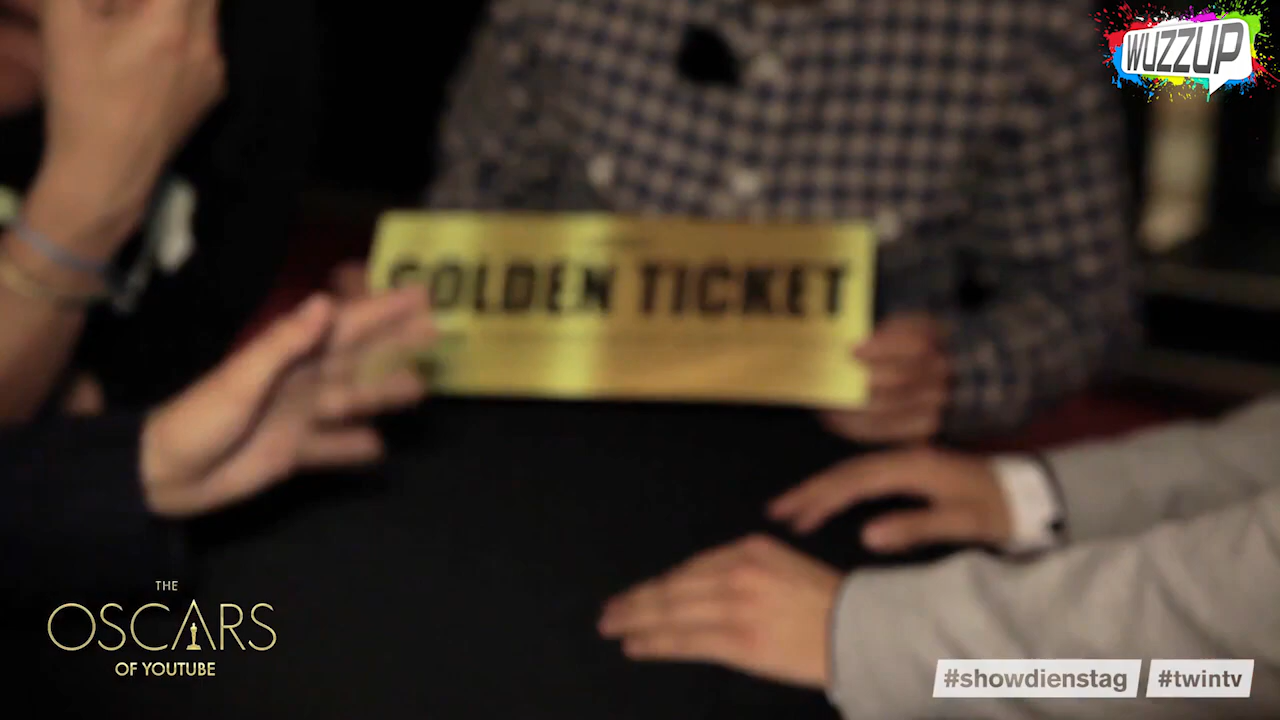 WUZZUP
GOLDEN TICKET
THE
OSCARS
OF YOUTUBE
#showdienstag #twintv